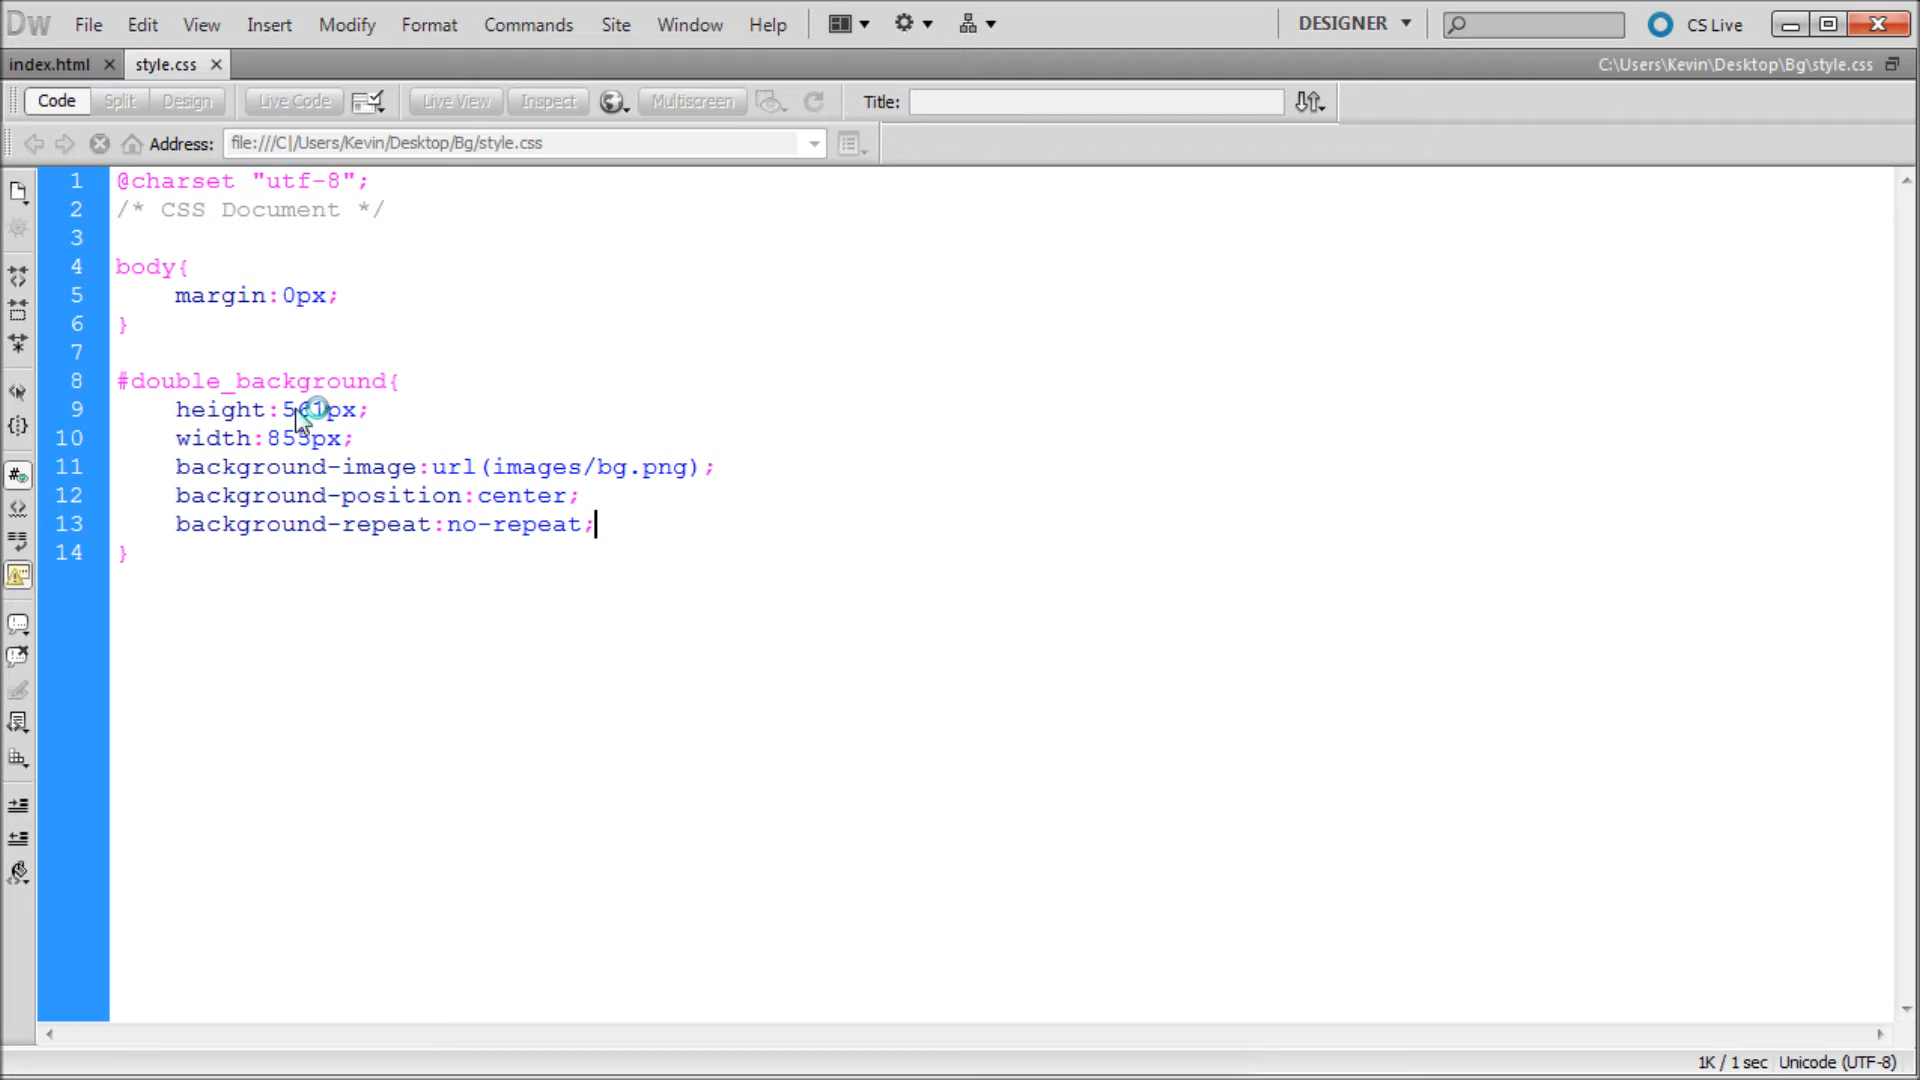 Dw File Edit View Insert Modify Format Commands Site Window Help DESIGNER CS Live
index.html style.css C:\Users\Kevin\Desktop\Bg\style.css
Code Split Design Live Code Live View Inspect Multiscreen Title:
Address: file:///C|/Users/Kevin/Desktop/Bg/style.css
1 @charset "utf-8";
2 /* CSS Document */
3
4 body{
5 margin:0px;
6 }
7
8 #double_background{
9 height:561px;
10 width:853px;
11 background-image:url(images/bg.png);
12 background-position:center;
13 background-repeat:no-repeat;
14 }
1K / 1 sec Unicode (UTF-8)